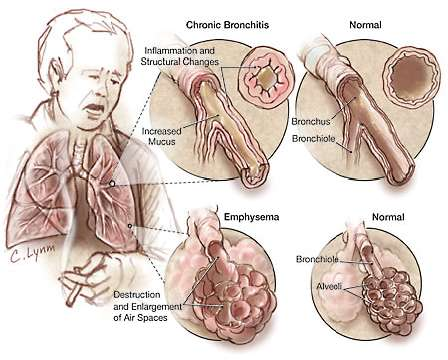 Chronic Bronchitis
Normal
Inflammation and
Structural Changes
Increased
Mucus
Bronchus
Bronchiole
C. Lynm
Emphysema
Normal
Destruction
and Enlargement
of Air Spaces
Bronchiole
Alveoli